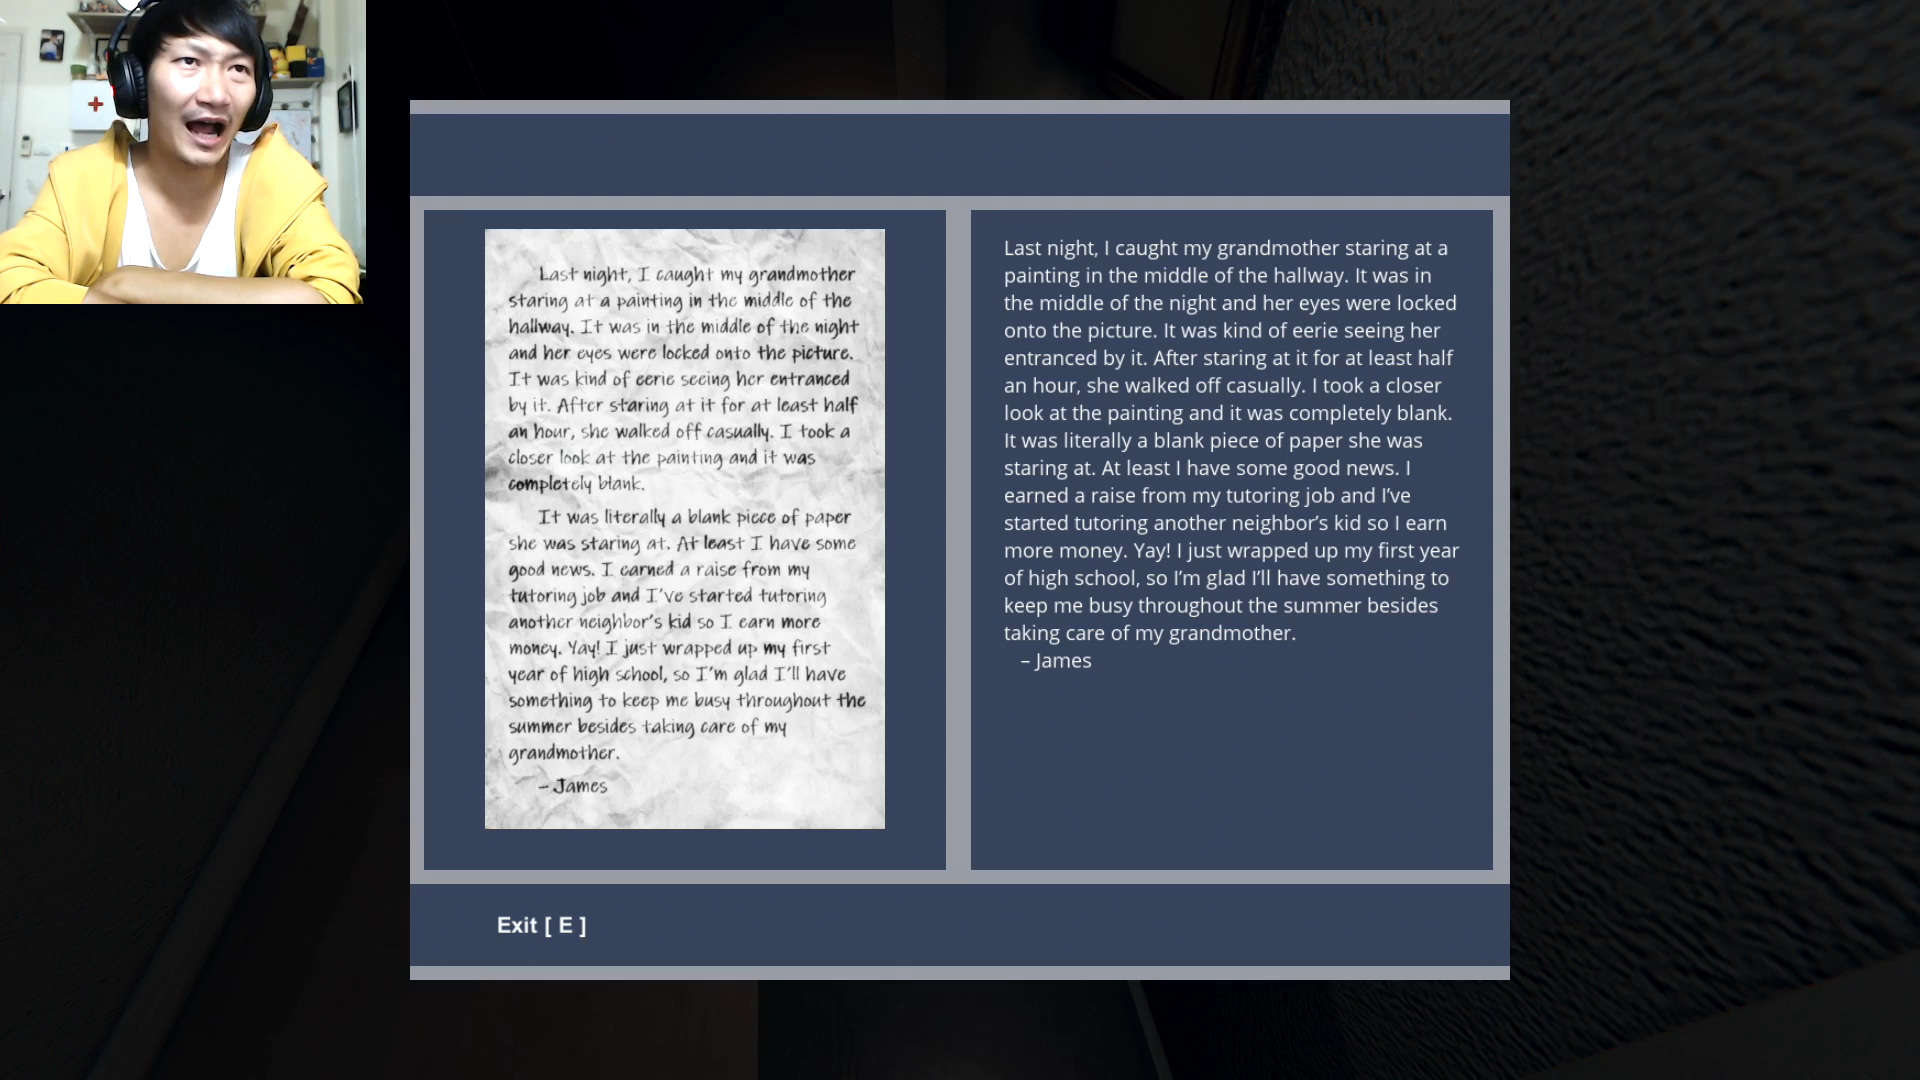 Last night, I caught my grandmother
staring at a painting in the middle of the
hallway. It was in the middle of the night
and her eyes were locked onto the picture.
It was kind of eerie seeing her entranced
by it. After staring at it for at least half
an hour, she walked off casually. I took a
closer look at the painting and it was
completely blank.
It was literally a blank piece of paper
she was staring at. At least I have some
good news. I earned a raise from my
tutoring job and I've started tutoring
another neighbor's kid so I earn more
money. Yay! I just wrapped up my first
year of high school, so I'm glad I'll have
something to keep me busy throughout the
summer besides taking care of my
grandmother.
- James
Last night, I caught my grandmother staring at a
painting in the middle of the hallway. It was in
the middle of the night and her eyes were locked
onto the picture. It was kind of eerie seeing her
entranced by it. After staring at it for at least half
an hour, she walked off casually. I took a closer
look at the painting and it was completely blank.
It was literally a blank piece of paper she was
staring at. At least I have some good news. I
earned a raise from my tutoring job and I’ve
started tutoring another neighbor’s kid so I earn
more money. Yay! I just wrapped up my first year
of high school, so I’m glad I’ll have something to
keep me busy throughout the summer besides
taking care of my grandmother.
– James
Exit [ E ]